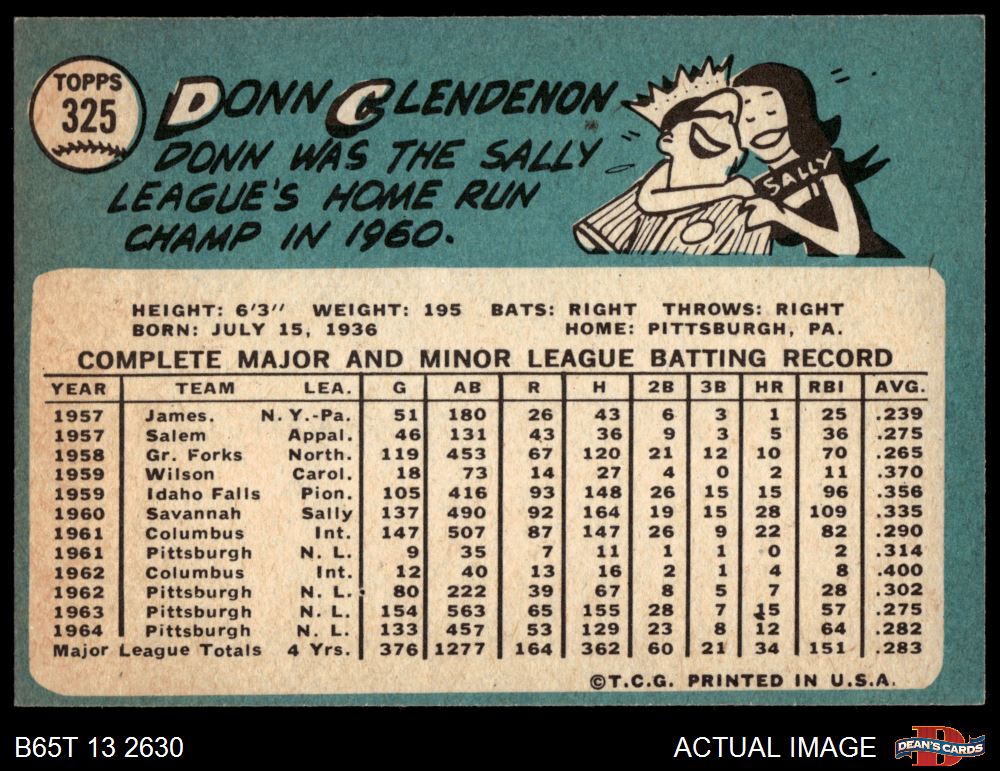 TOPPS
325
DONN CLENDENON
DONN WAS THE SALLY
LEAGUE'S HOME RUN
CHAMP IN 1960.
SALLY
HEIGHT: 6'3" WEIGHT: 195 BATS: RIGHT THROWS: RIGHT
BORN: JULY 15, 1936 HOME: PITTSBURGH, PA.
COMPLETE MAJOR AND MINOR LEAGUE BATTING RECORD
YEAR TEAM LEA. G AB R H 2B 3B HR RBI AVG.
1957 James. N.Y.-Pa. 51 180 26 43 6 3 1 25 .239
1957 Salem Appal. 46 131 43 36 9 3 5 36 .275
1958 Gr. Forks North. 119 453 67 120 21 12 10 70 .265
1959 Wilson Carol. 18 73 14 27 4 0 2 11 .370
1959 Idaho Falls Pion. 105 416 93 148 26 15 15 96 .356
1960 Savannah Sally 137 490 92 164 19 15 28 109 .335
1961 Columbus Int. 147 507 87 147 26 9 22 82 .290
1961 Pittsburgh N. L. 9 35 7 11 1 1 0 2 .314
1962 Columbus Int. 12 40 13 16 2 1 4 8 .400
1962 Pittsburgh N. L. 80 222 39 67 8 5 7 28 .302
1963 Pittsburgh N. L. 154 563 65 155 28 7 15 57 .275
1964 Pittsburgh N. L. 133 457 53 129 23 8 12 64 .282
Major League Totals 4 Yrs. 376 1277 164 362 60 21 34 151 .283
©T.C.G. PRINTED IN U.S.A.
B65T 13 2630 ACTUAL IMAGE DEAN'S CARDS